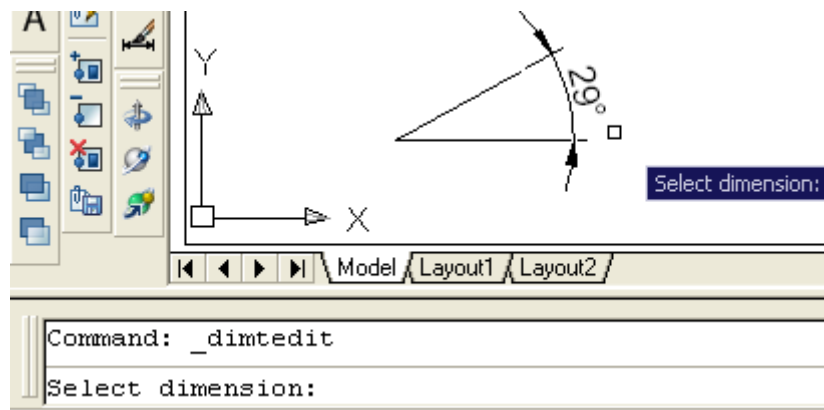 A
Y
29°
Select dimension:
X
Model Layout1 Layout2
Command: _dimtedit
Select dimension: